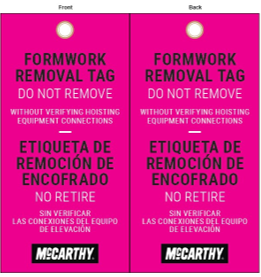 Front
FORMWORK
REMOVAL TAG
DO NOT REMOVE
WITHOUT VERIFYING HOISTING
EQUIPMENT CONNECTIONS
ETIQUETA DE
REMOCIÓN DE
ENCOFRADO
NO RETIRE
SIN VERIFICAR
LAS CONEXIONES DEL EQUIPO
DE ELEVACIÓN
McCARTHY
Back
FORMWORK
REMOVAL TAG
DO NOT REMOVE
WITHOUT VERIFYING HOISTING
EQUIPMENT CONNECTIONS
ETIQUETA DE
REMOCIÓN DE
ENCOFRADO
NO RETIRE
SIN VERIFICAR
LAS CONEXIONES DEL EQUIPO
DE ELEVACIÓN
McCARTHY